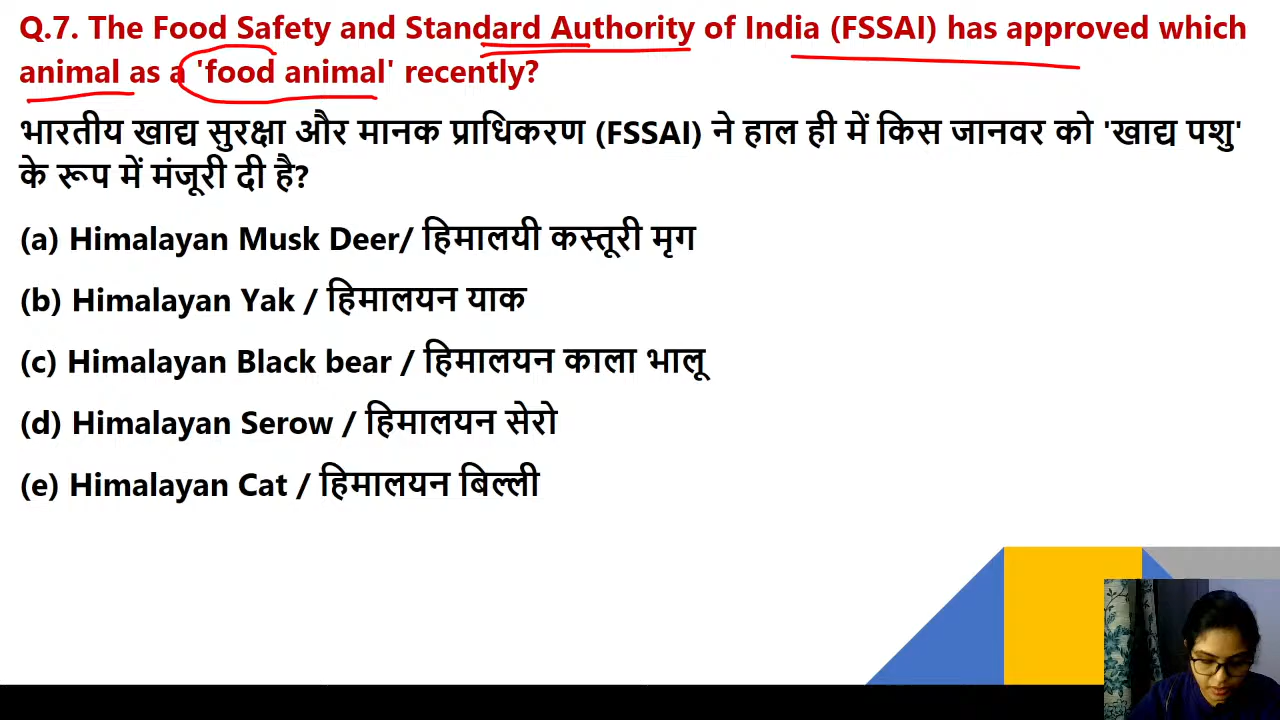 Q.7. The Food Safety and Standard Authority of India (FSSAI) has approved which
animal as a 'food animal' recently?
भारतीय खाद्य सुरक्षा और मानक प्राधिकरण (FSSAI) ने हाल ही में किस जानवर को 'खाद्य पशु'
के रूप में मंजूरी दी है?
(a) Himalayan Musk Deer/ हिमालयी कस्तूरी मृग
(b) Himalayan Yak / हिमालयन याक
(c) Himalayan Black bear / हिमालयन काला भालू
(d) Himalayan Serow / हिमालयन सेरो
(e) Himalayan Cat / हिमालयन बिल्ली